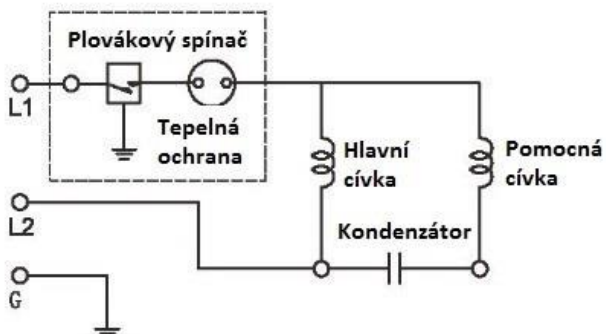 Plovákový spínač
L1
Tepelná
ochrana
Hlavní
cívka
Pomocná
cívka
L2
Kondenzátor
G